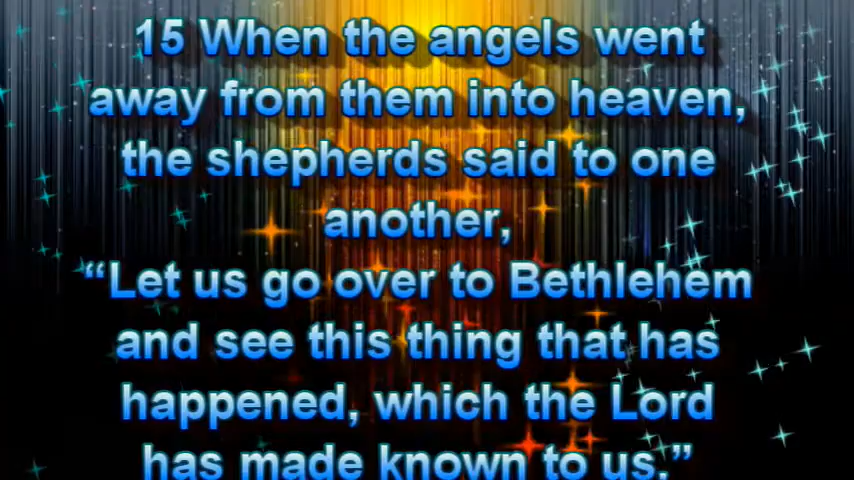 15 When the angels went
away from them into heaven,
the shepherds said to one
another,
“Let us go over to Bethlehem
and see this thing that has
happened, which the Lord
has made known to us.”